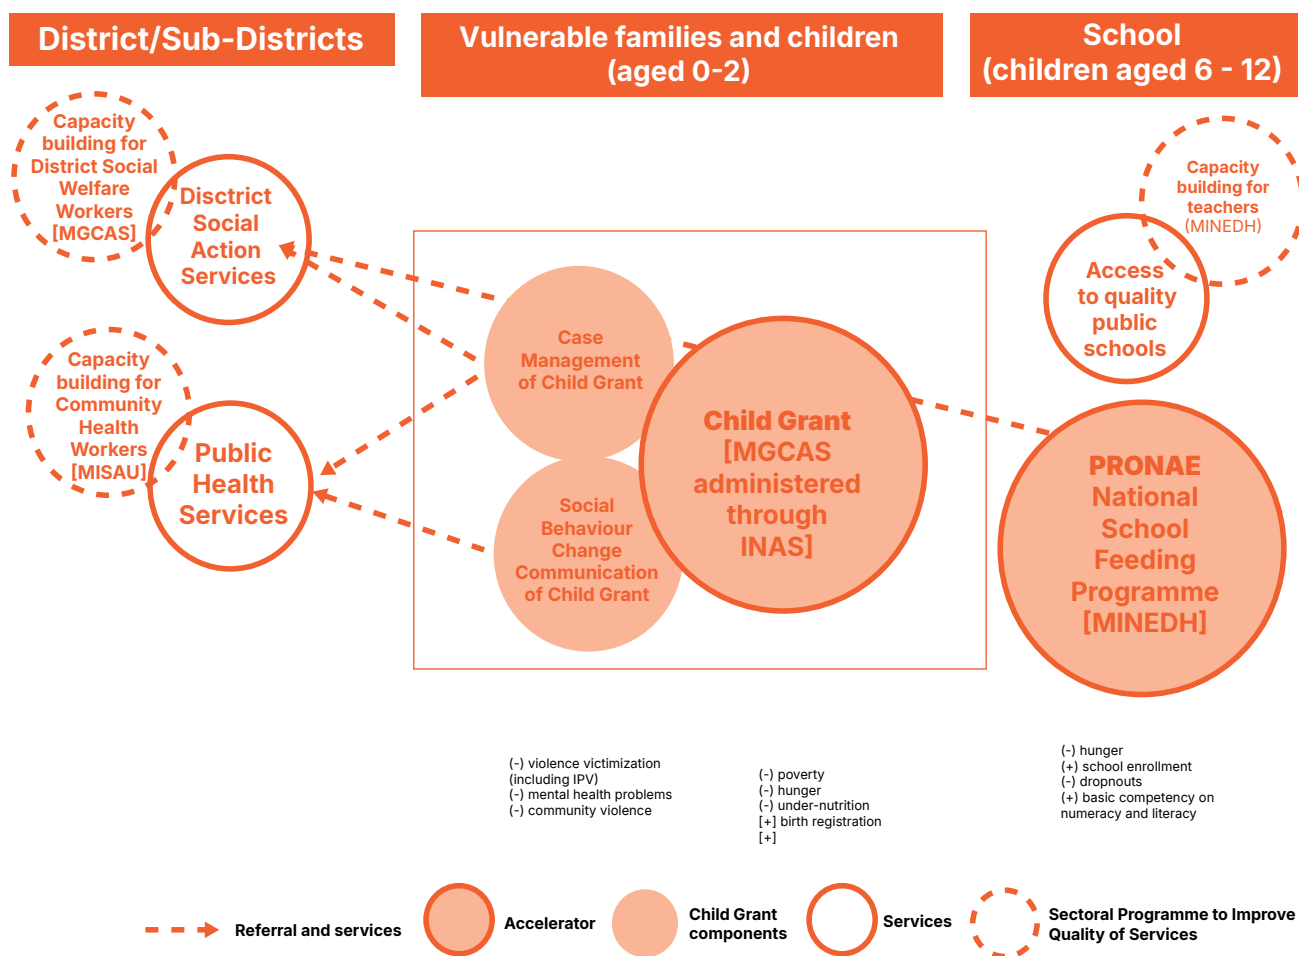 District/Sub-Districts
Vulnerable families and children
(aged 0-2)
School
(children aged 6 - 12)
Capacity
building for
District Social
Welfare
Workers
[MGCAS]
Disctrict
Social
Action
Services
Capacity
building for
Community
Health
Workers
[MISAU]
Public
Health
Services
Case
Management
of Child Grant
Social
Behaviour
Change
Communication
of Child Grant
Child Grant
[MGCAS
administered
through
INAS]
Capacity
building for
teachers
(MINEDH)
Access
to quality
public
schools
PRONAE
National
School
Feeding
Programme
[MINEDH]
(-) violence victimization
(including IPV)
(-) mental health problems
(-) community violence
(-) poverty
(-) hunger
(-) under-nutrition
[+] birth registration
[+]
(-) hunger
(+) school enrollment
(-) dropnouts
(+) basic competency on
numeracy and literacy
Referral and services
Accelerator
Child Grant
components
Services
Sectoral Programme to Improve
Quality of Services